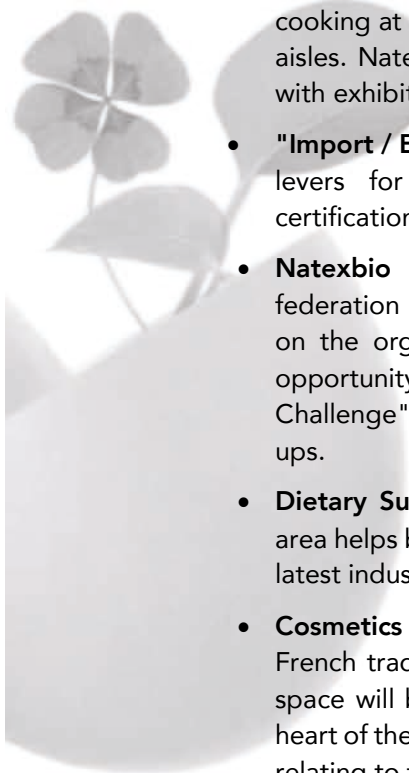 cooking at
aisles. Nate
with exhibit
• "Import / E
levers for
certification
• Natexbio
federation
on the org
opportunity
Challenge"
ups.
• Dietary Su
area helps b
latest indus
• Cosmetics
French trac
space will b
heart of the
relating to